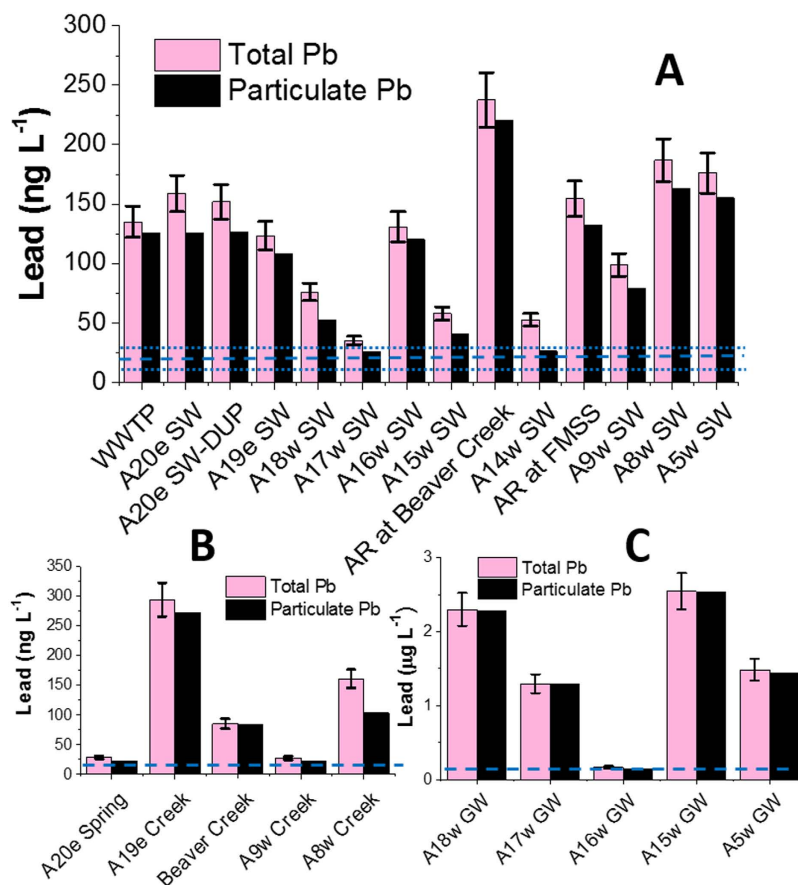 300
250
200
150
100
50
0
Lead (ng L⁻¹)
Total Pb
Particulate Pb
A
WWTP
A20e SW
A20e SW-DUP
A19e SW
A18w SW
A17w SW
A16w SW
A15w SW
AR at Beaver Creek
A14w SW
AR at FMSS
A9w SW
A8w SW
A5w SW
B
350
300
250
200
150
100
50
0
Lead (ng L⁻¹)
Total Pb
Particulate Pb
A20e Spring
A19e Creek
Beaver Creek
A9w Creek
A8w Creek
C
3
2
1
0
Lead (µg L⁻¹)
Total Pb
Particulate Pb
A18w GW
A17w GW
A16w GW
A15w GW
A5w GW